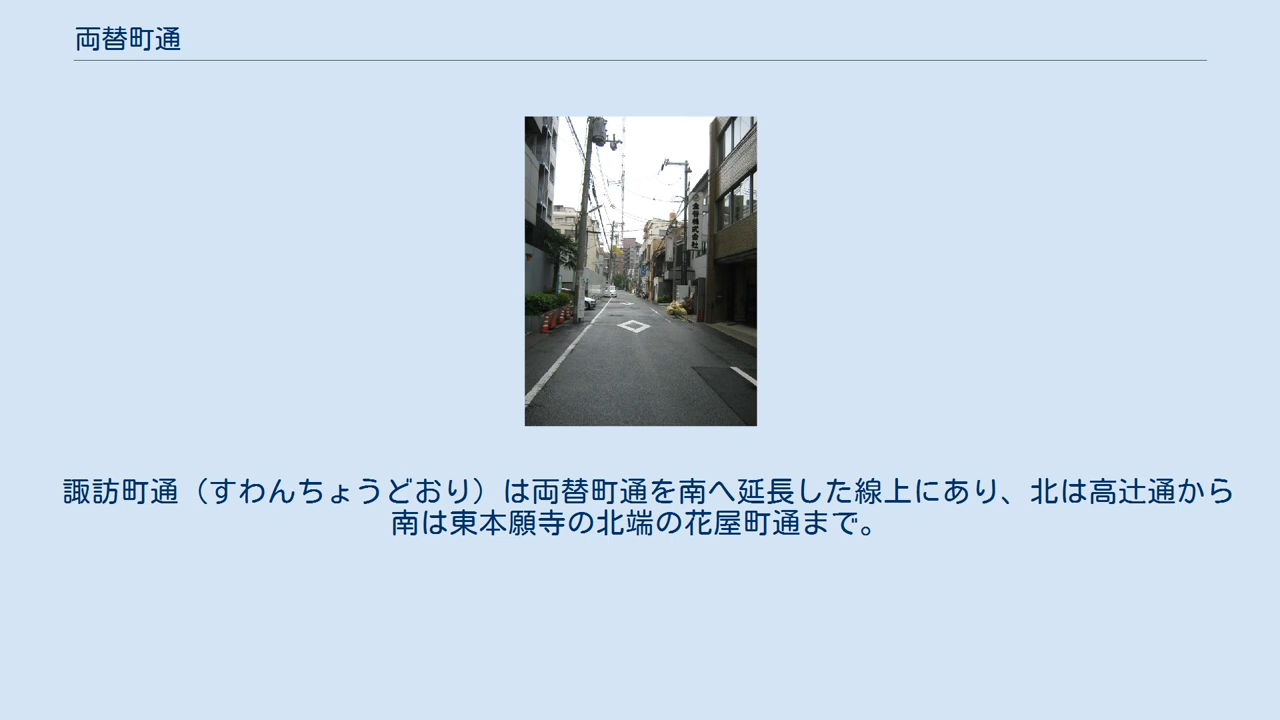 両替町通
諏訪町通（すわんちょうどおり）は両替町通を南へ延長した線上にあり、北は高辻通から
南は東本願寺の北端の花屋町通まで。